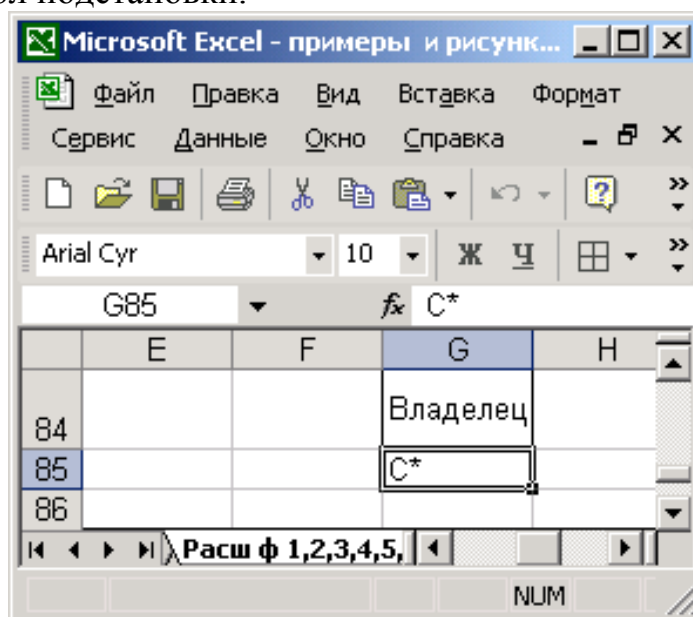 подстановки.
Microsoft Excel - примеры и рисунк...
Файл Правка Вид Вставка Формат
Сервис Данные Окно Справка
Arial Cyr 10 Ж Ч
G85 fx С*
E F G H
84 Владелец
85 С*
86
Расш ф 1,2,3,4,5,
NUM